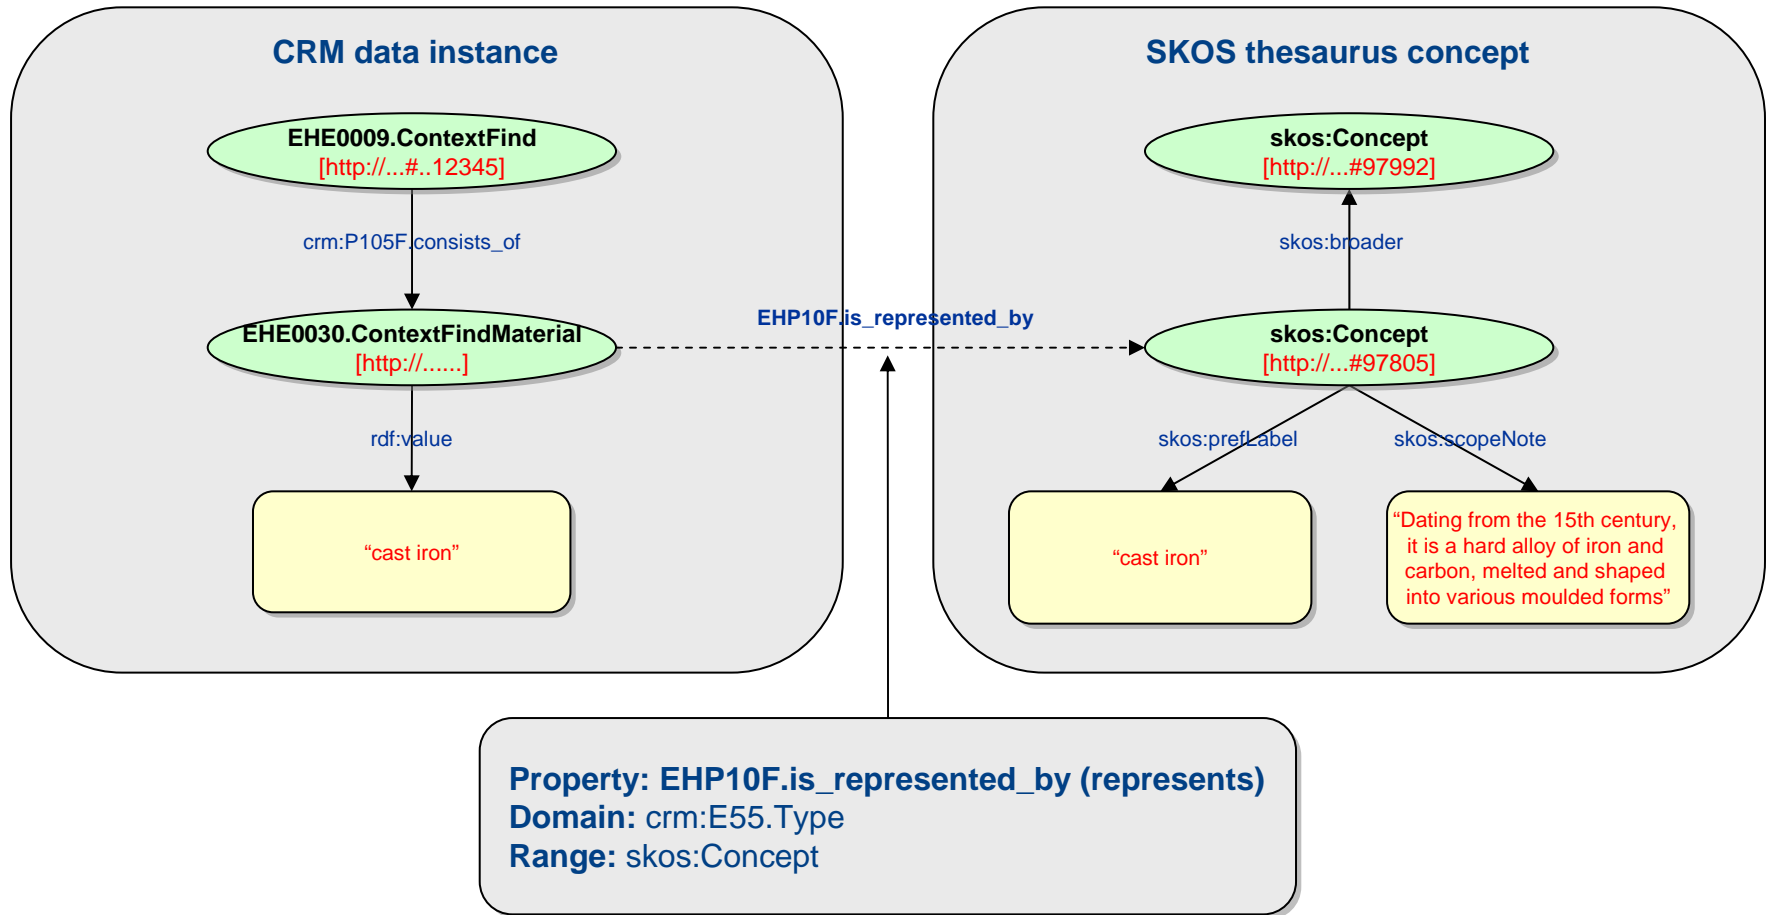 CRM data instance
EHE0009.ContextFind
[http://...#..12345]
crm:P105F.consists_of
EHE0030.ContextFindMaterial
[http://......]
rdf:value
“cast iron”
EHP10F.is_represented_by
SKOS thesaurus concept
skos:Concept
[http://...#97992]
skos:broader
skos:Concept
[http://...#97805]
skos:prefLabel
skos:scopeNote
“cast iron”
“Dating from the 15th century,
it is a hard alloy of iron and
carbon, melted and shaped
into various moulded forms”
Property: EHP10F.is_represented_by (represents)
Domain: crm:E55.Type
Range: skos:Concept